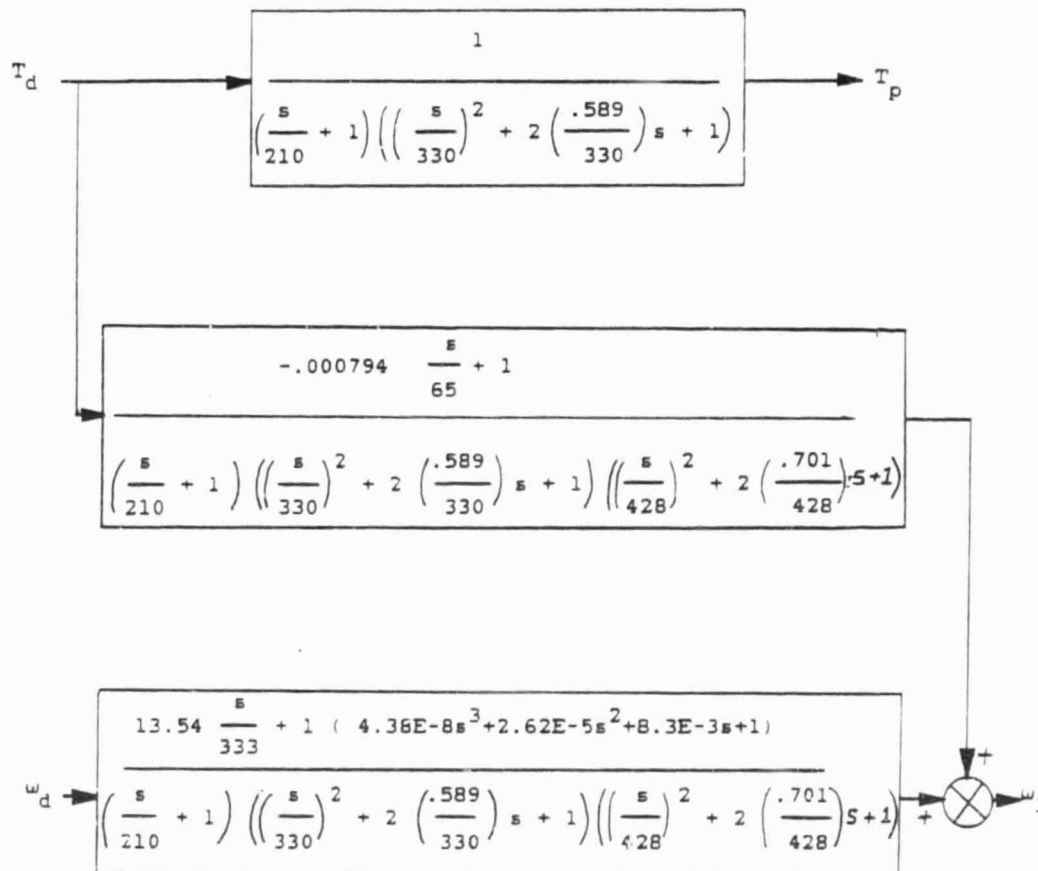 1
T_d
T_p
(s/210 + 1)((s/330)^2 + 2(.589/330)s + 1)
-.000794 s/65 + 1
(s/210 + 1)((s/330)^2 + 2(.589/330)s + 1)((s/428)^2 + 2(.701/428)s+1)
13.54 s/333 + 1 ( 4.36E-8s^3+2.62E-5s^2+8.3E-3s+1)
+
ω_d
(s/210 + 1)((s/330)^2 + 2(.589/330)s + 1)((s/428)^2 + 2(.701/428)S+1)
+